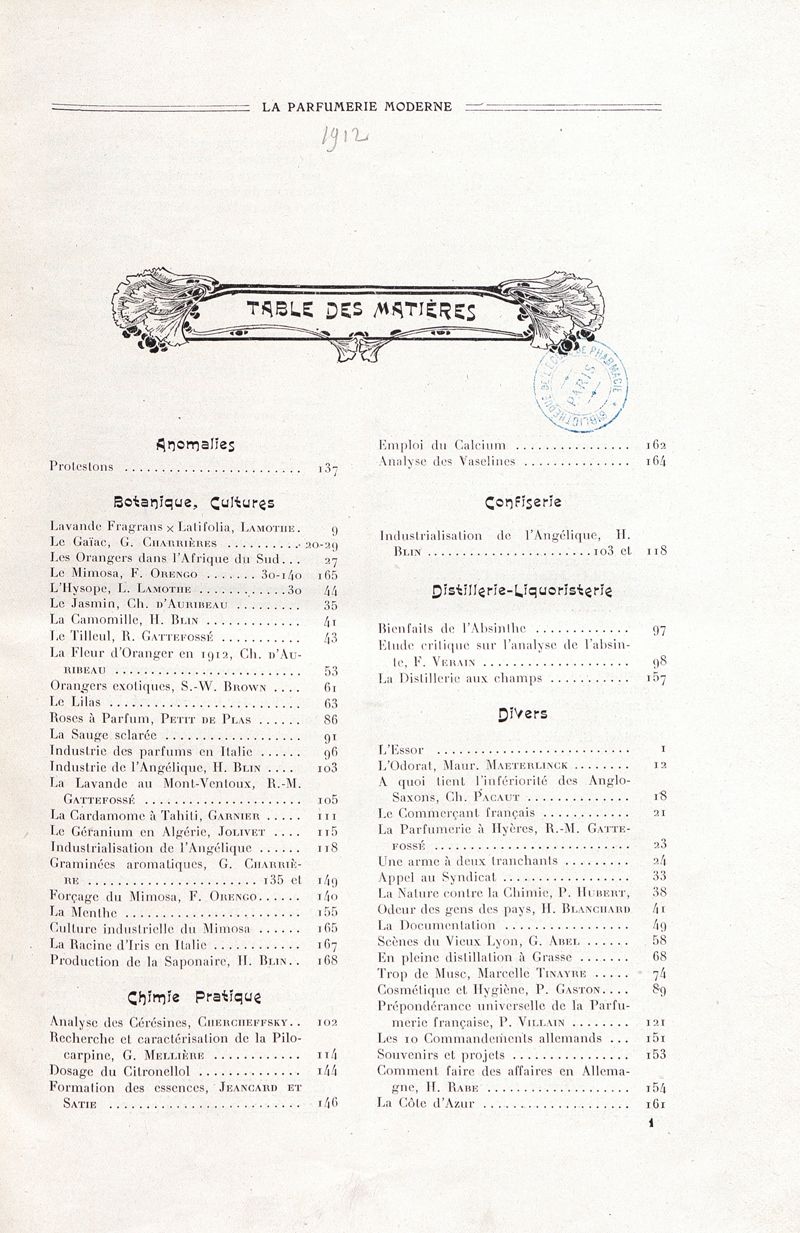 LA PARFUMERIE MODERNE
1912
TABLE DES MATIÈRES
BIBLIOTHÈQUE DE L'ÉCOLE DE PHARMACIE
PARIS
Anomalies
Protestons ........................ 137
Botanique, Cultures
Lavande Fragrans × Latifolia, LAMOTHE. 9
Le Gaïac, G. CHARRIÈRES .......... 20-29
Les Orangers dans l'Afrique du Sud... 27
Le Mimosa, F. ORENGO ....... 30-140 165
L'Hysope, L. LAMOTHE ............30 44
Le Jasmin, Ch. D'AURIBEAU ......... 35
La Camomille, H. BLIN ............. 41
Le Tilleul, R. GATTEFOSSÉ ........... 43
La Fleur d'Oranger en 1912, Ch. D'AU-
RIBEAU ........................ 53
Orangers exotiques, S.-W. BROWN .... 61
Le Lilas ........................ 63
Roses à Parfum, PETIT DE PLAS ...... 86
La Sauge sclarée .................. 91
Industrie des parfums en Italie ...... 96
Industrie de l'Angélique, H. BLIN .... 103
La Lavande au Mont-Ventoux, R.-M.
GATTEFOSSÉ ..................... 105
La Cardamome à Tahiti, GARNIER ..... 111
Le Géranium en Algérie, JOLIVET .... 115
Industrialisation de l'Angélique ...... 118
Graminées aromatiques, G. CHARRIÈ-
RE ....................... 135 et 149
Forçage du Mimosa, F. ORENGO...... 140
La Menthe ....................... 155
Culture industrielle du Mimosa ...... 165
La Racine d'Iris en Italie ............ 167
Production de la Saponaire, H. BLIN.. 168
Chimie Pratique
Analyse des Cérésines, CHERCHEFFSKY.. 102
Recherche et caractérisation de la Pilo-
carpine, G. MELLIÈRE ............ 114
Dosage du Citronellol .............. 144
Formation des essences, JEANCARD ET
SATIE .......................... 146
Emploi du Calcium ................ 162
Analyse des Vaselines ............... 164
Confiserie
Industrialisation de l'Angélique, H.
BLIN ......................103 et 118
Distillerie-Liquoristerie
Bienfaits de l'Absinthe ............. 97
Etude critique sur l'analyse de l'absin-
te, F. VERAIN .................... 98
La Distillerie aux champs ........... 157
Divers
L'Essor .......................... 1
L'Odorat, Maur. MAETERLINCK ........ 12
A quoi tient l'infériorité des Anglo-
Saxons, Ch. PACAUT .............. 18
Le Commerçant français ............ 21
La Parfumerie à Hyères, R.-M. GATTE-
FOSSÉ .......................... 23
Une arme à deux tranchants ......... 24
Appel au Syndicat ................. 33
La Nature contre la Chimie, P. HUBERT, 38
Odeur des gens des pays, H. BLANCHARD 41
La Documentation ................. 49
Scènes du Vieux Lyon, G. ABEL ...... 58
En pleine distillation à Grasse ....... 68
Trop de Musc, Marcelle TINAYRE ..... 74
Cosmétique et Hygiène, P. GASTON.... 89
Prépondérance universelle de la Parfu-
merie française, P. VILLAIN ........ 121
Les 10 Commandements allemands ... 151
Souvenirs et projets ................ 153
Comment faire des affaires en Allema-
gne, H. RABE .................... 154
La Côte d'Azur .................... 161
1